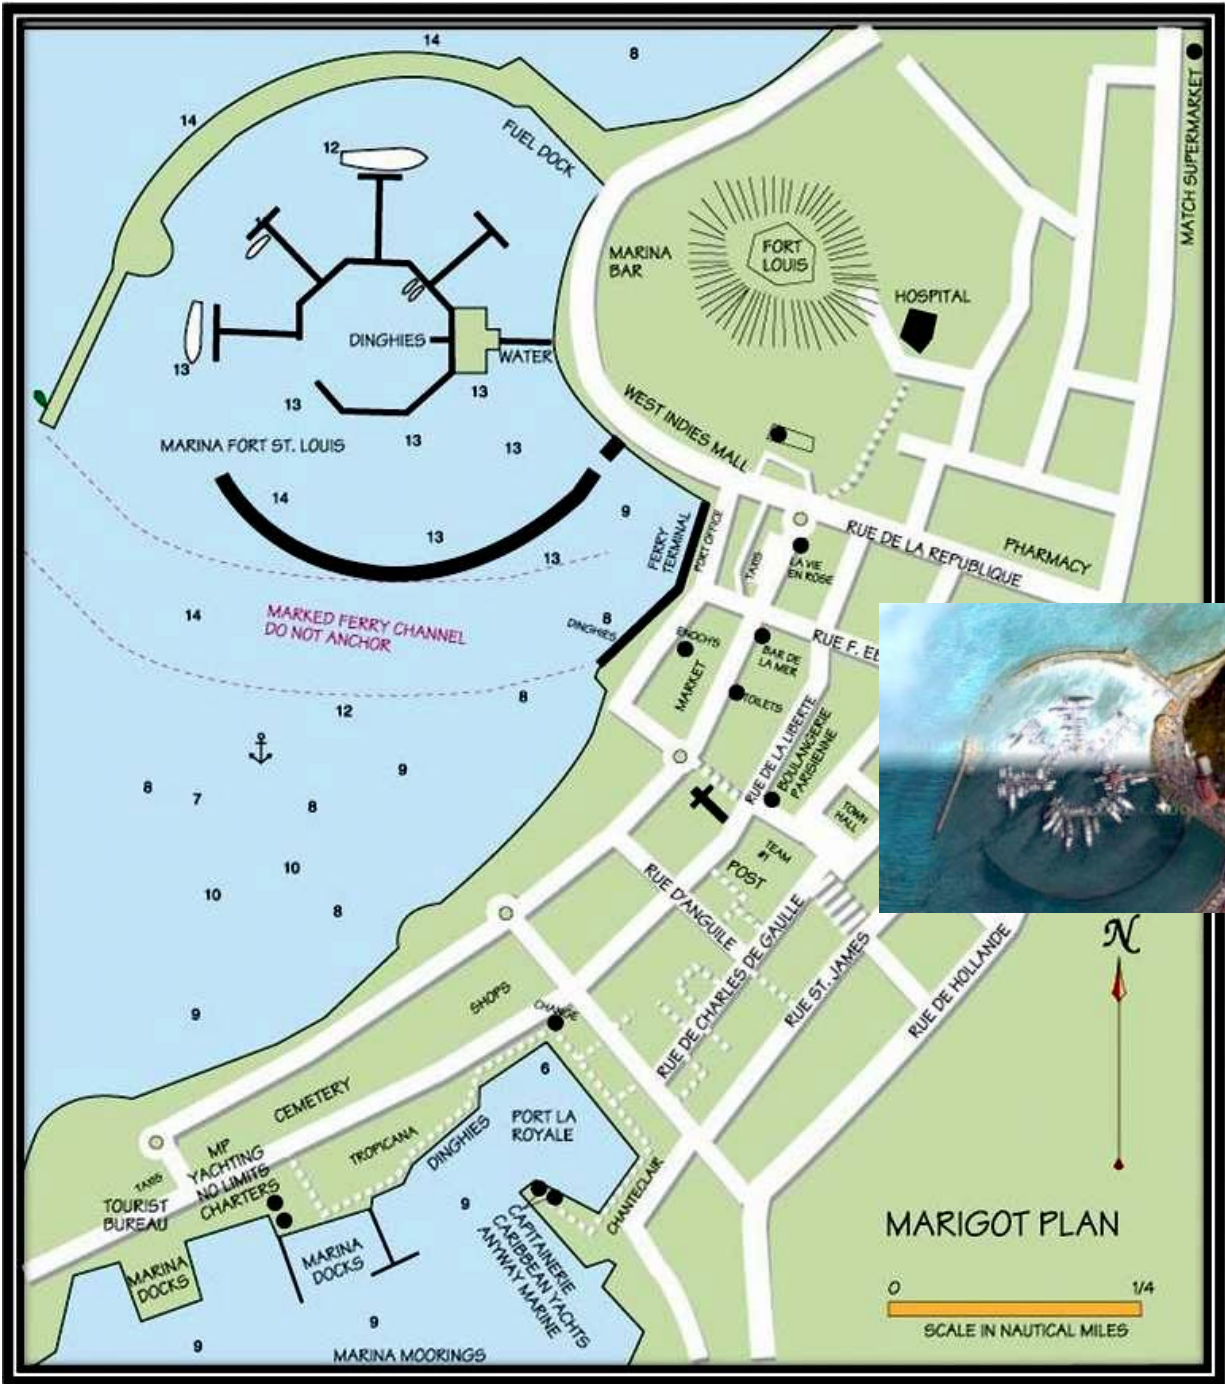 14
8
14
FUEL DOCK
12
MATCH SUPERMARKET
MARINA
BAR
FORT
LOUIS
HOSPITAL
DINGHIES
WATER
13
13
13
WEST INDIES MALL
MARINA FORT ST. LOUIS
13
13
14
9
13
13
FERRY
TERMINAL
PORT OFFICE
TAXIS
LA VIE
EN ROSE
RUE DE LA REPUBLIQUE
PHARMACY
14
MARKED FERRY CHANNEL
DO NOT ANCHOR
8
DINGHIES
ENOCH'S
MARKET
BAR DE
LA MER
RUE F. E
TOILETS
8
12
9
RUE DE LA LIBERTE
BOULANGERIE
PARISIENNE
8
7
8
TOWN
HALL
TEAM
#1
POST
10
10
8
RUE D'ANGUILE
RUE DE CHARLES DE GAULLE
RUE ST. JAMES
RUE DE HOLLANDE
N
9
SHOPS
CHANGE
6
CEMETERY
PORT LA
ROYALE
TROPICANA
DINGHIES
MP
YACHTING
NO LIMITS
CHARTERS
TAXIS
TOURIST
BUREAU
9
CHANTECLAIR
CAPITAINERIE
CARIBBEAN YACHTS
ANYWAY MARINE
MARINA
DOCKS
MARINA
DOCKS
MARIGOT PLAN
0 1/4
SCALE IN NAUTICAL MILES
9
9
MARINA MOORINGS